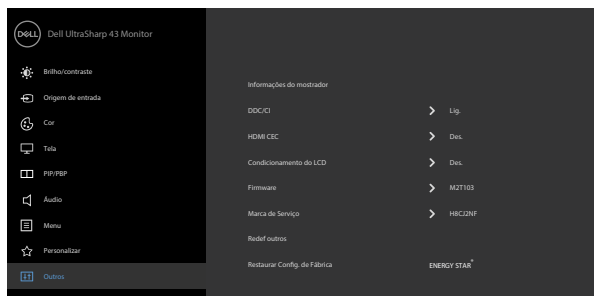 DELL
Dell UltraSharp 43 Monitor
Brilho/contraste
Origem de entrada
Cor
Tela
PIP/PBP
Áudio
Menu
Personalizar
Outros
Informações do mostrador
DDC/CI Lig.
HDMI CEC Des.
Condicionamento do LCD Des.
Firmware M2T103
Marca de Serviço H8CJ2NF
Redef outros
Restaurar Config. de Fábrica ENERGY STAR®